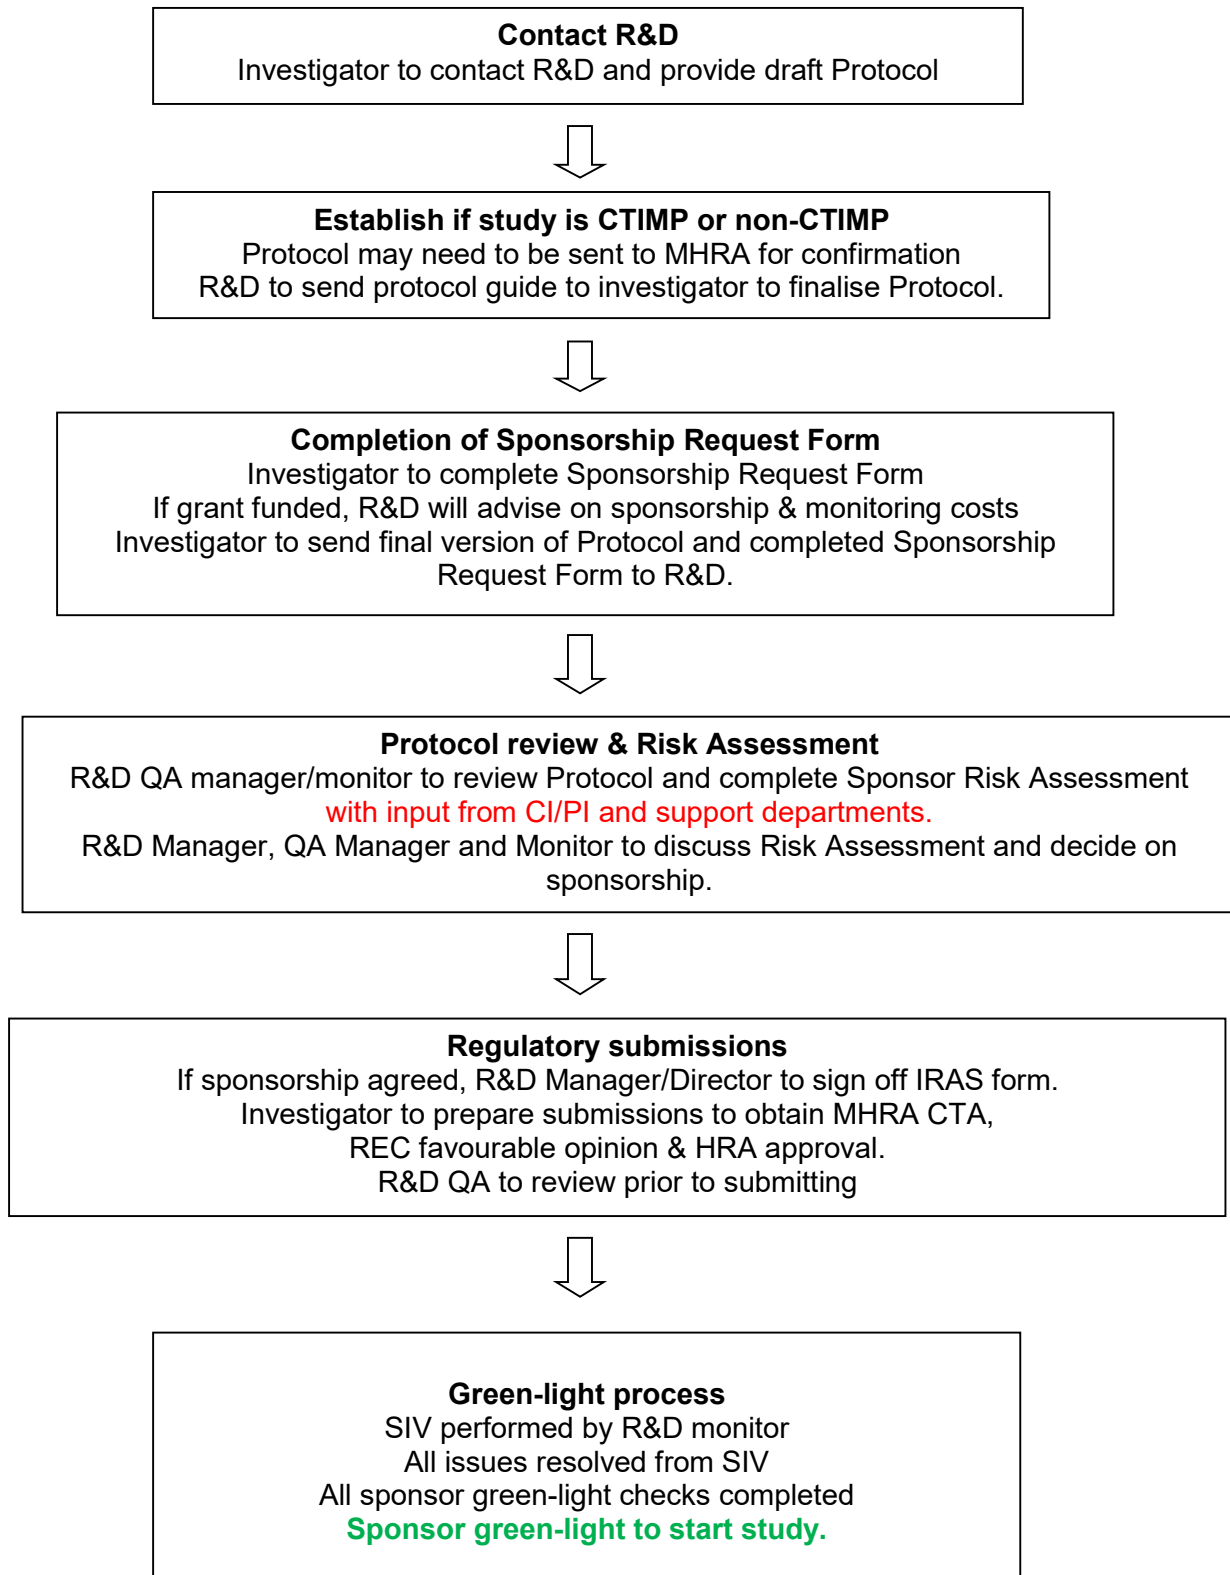 Contact R&D
Investigator to contact R&D and provide draft Protocol
Establish if study is CTIMP or non-CTIMP
Protocol may need to be sent to MHRA for confirmation
R&D to send protocol guide to investigator to finalise Protocol.
Completion of Sponsorship Request Form
Investigator to complete Sponsorship Request Form
If grant funded, R&D will advise on sponsorship & monitoring costs
Investigator to send final version of Protocol and completed Sponsorship
Request Form to R&D.
Protocol review & Risk Assessment
R&D QA manager/monitor to review Protocol and complete Sponsor Risk Assessment
with input from CI/PI and support departments.
R&D Manager, QA Manager and Monitor to discuss Risk Assessment and decide on
sponsorship.
Regulatory submissions
If sponsorship agreed, R&D Manager/Director to sign off IRAS form.
Investigator to prepare submissions to obtain MHRA CTA,
REC favourable opinion & HRA approval.
R&D QA to review prior to submitting
Green-light process
SIV performed by R&D monitor
All issues resolved from SIV
All sponsor green-light checks completed
Sponsor green-light to start study.